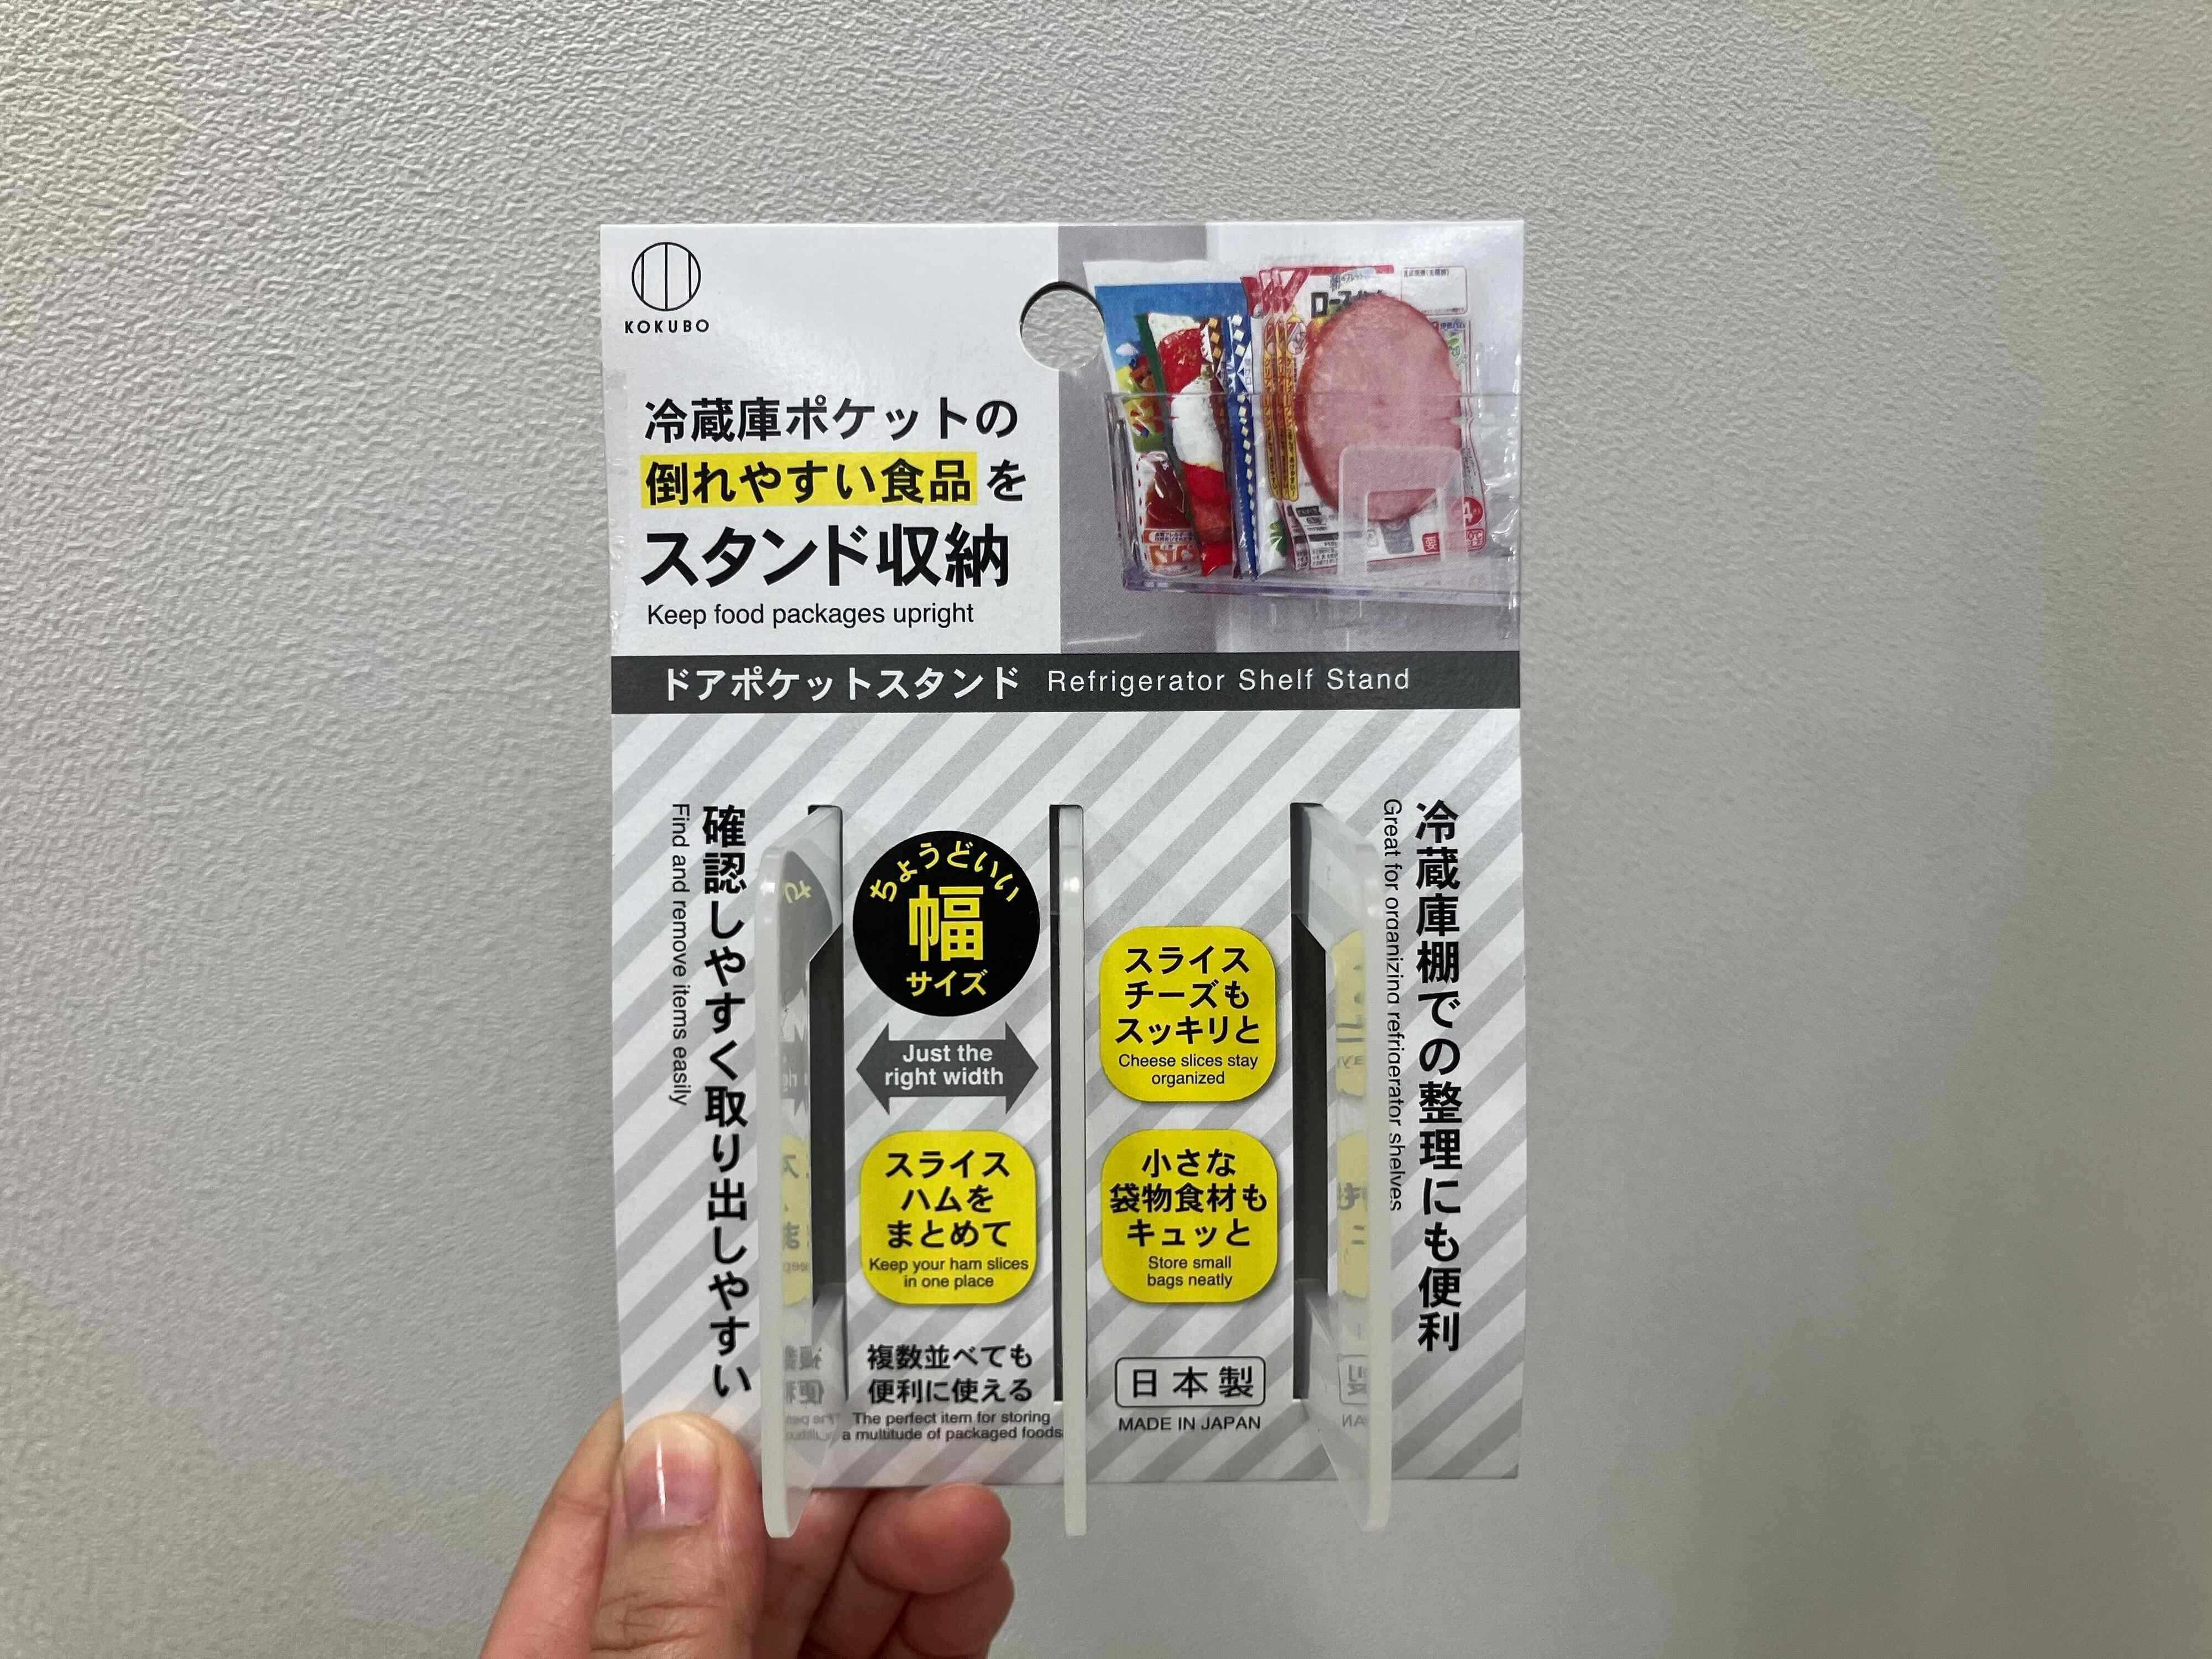 KOKUBO
冷蔵庫ポケットの
倒れやすい食品を
スタンド収納
Keep food packages upright
ドアポケットスタンド Refrigerator Shelf Stand
確認しやすく取り出しやすい
Find and remove items easily
ちょうどいい
幅
サイズ
Just the
right width
スライス
ハムを
まとめて
Keep your ham slices
in one place
複数並べても
便利に使える
The perfect item for storing
a multitude of packaged foods
スライス
チーズも
スッキリと
Cheese slices stay
organized
小さな
袋物食材も
キュッと
Store small
bags neatly
日本製
MADE IN JAPAN
冷蔵庫棚での整理にも便利
Great for organizing refrigerator shelves